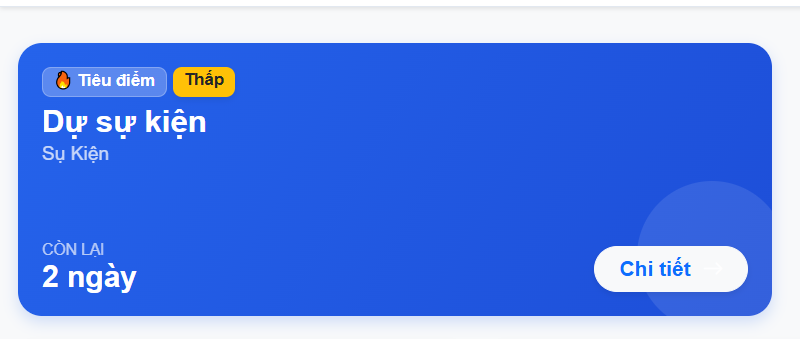 🔥 Tiêu điểm Thấp
Dự sự kiện
Sụ Kiện
CÒN LẠI
2 ngày
Chi tiết →